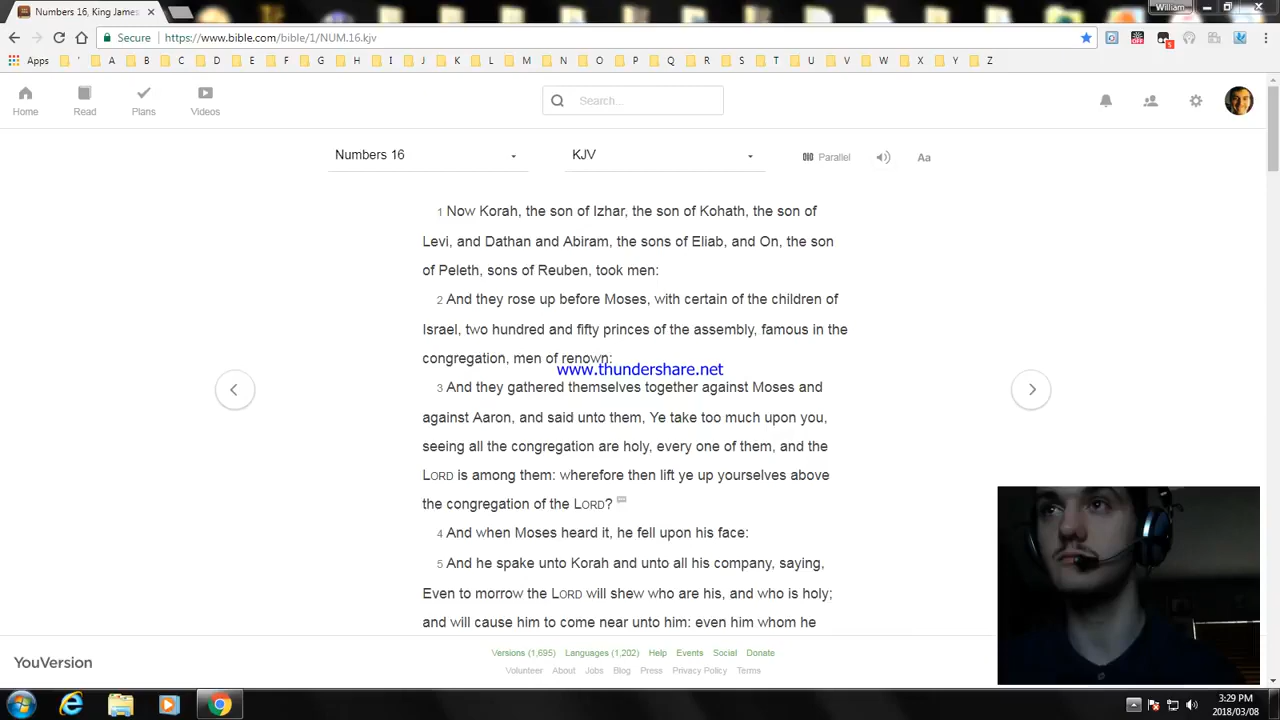 Numbers 16, King James
William
Secure
https://www.bible.com/bible/1/NUM.16.kjv
Apps ' A B C D E F G H I J K L M N O P Q R S T U V W X Y Z
OFF
5
Home
Read
Plans
Videos
Search...
Numbers 16
KJV
Parallel
Aa
1 Now Korah, the son of Izhar, the son of Kohath, the son of
Levi, and Dathan and Abiram, the sons of Eliab, and On, the son
of Peleth, sons of Reuben, took men:
2 And they rose up before Moses, with certain of the children of
Israel, two hundred and fifty princes of the assembly, famous in the
congregation, men of renown:
www.thundershare.net
3 And they gathered themselves together against Moses and
against Aaron, and said unto them, Ye take too much upon you,
seeing all the congregation are holy, every one of them, and the
LORD is among them: wherefore then lift ye up yourselves above
the congregation of the LORD?
4 And when Moses heard it, he fell upon his face:
5 And he spake unto Korah and unto all his company, saying,
Even to morrow the LORD will shew who are his, and who is holy;
and will cause him to come near unto him: even him whom he
YouVersion
Versions (1,695) Languages (1,202) Help Events Social Donate
Volunteer About Jobs Blog Press Privacy Policy Terms
3:29 PM
2018/03/08